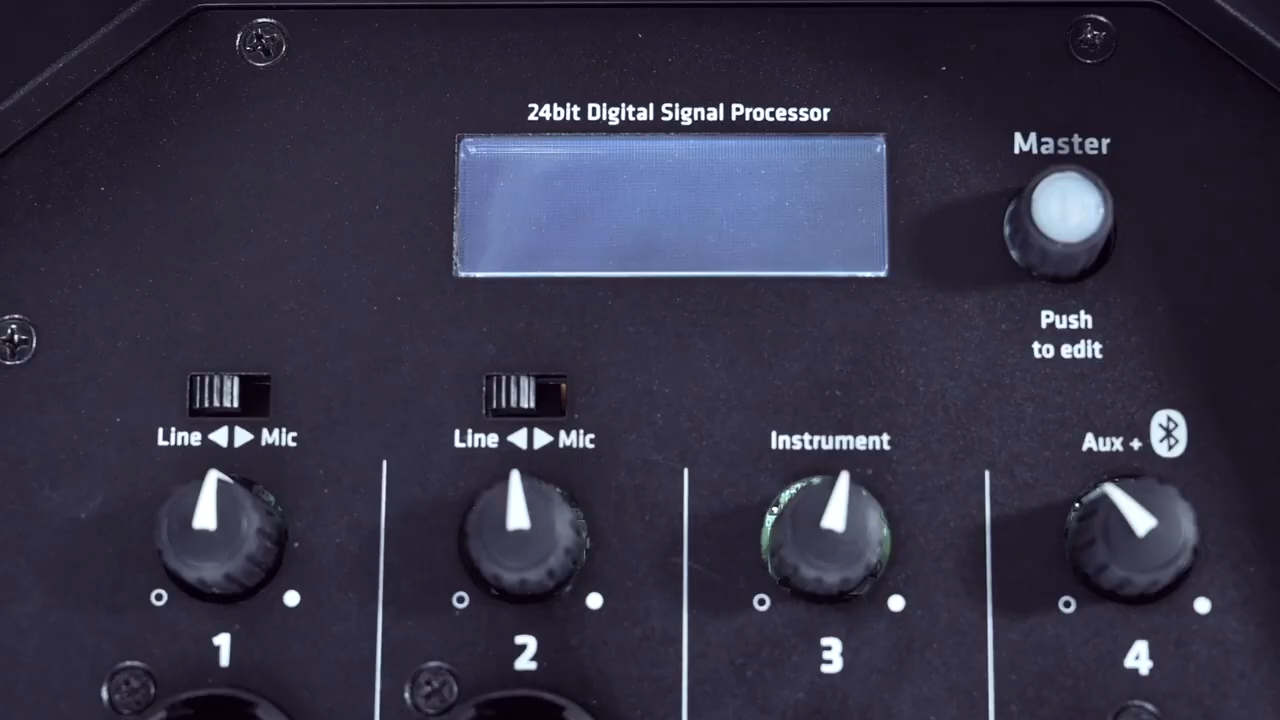 24bit Digital Signal Processor
Master
Push
to edit
Line ◀▶ Mic
Line ◀▶ Mic
Instrument
Aux +
1
2
3
4